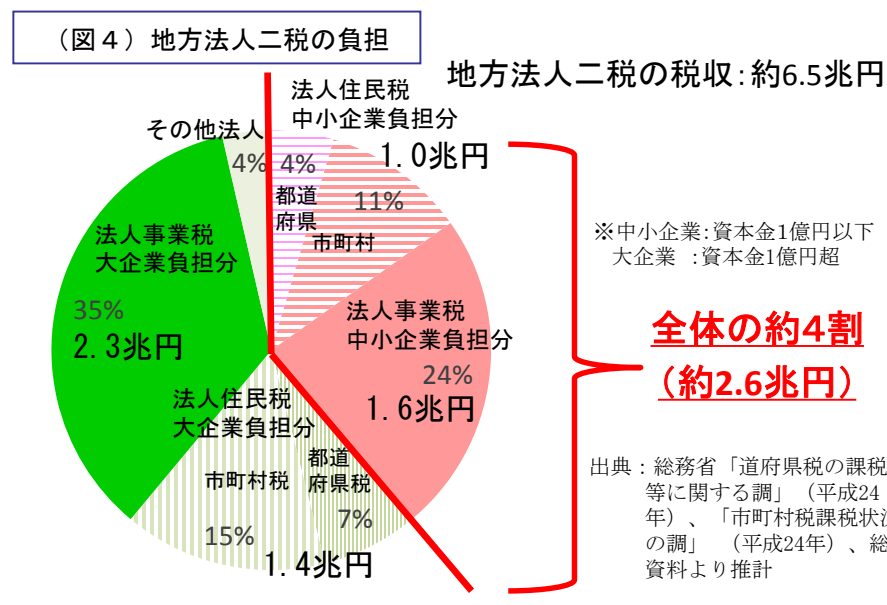 （図４）地方法人二税の負担
地方法人二税の税収：約6.5兆円
法人住民税
中小企業負担分
1.0兆円
その他法人
4%
4%
都道
府県
11%
市町村
法人事業税
大企業負担分
35%
2.3兆円
法人事業税
中小企業負担分
24%
1.6兆円
法人住民税
大企業負担分
市町村税
15%
都道
府県税
7%
1.4兆円
※中小企業：資本金1億円以下
大企業　：資本金1億円超
全体の約４割
（約2.6兆円）
出典：総務省「道府県税の課税
等に関する調」（平成24
年）、「市町村税課税状
の調」　（平成24年）、総
資料より推計